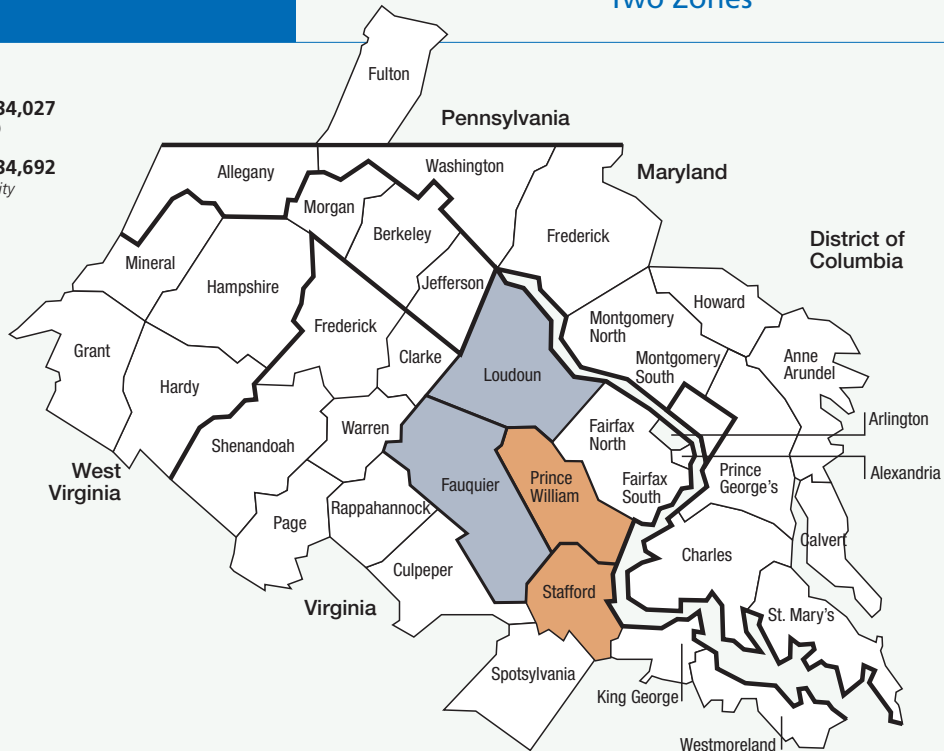 Two Zones
34,027
34,692
Fulton
Pennsylvania
Allegany
Washington
Maryland
Morgan
Berkeley
Frederick
District of
Columbia
Mineral
Hampshire
Jefferson
Howard
Frederick
Montgomery
North
Grant
Clarke
Montgomery
South
Anne
Arundel
Hardy
Loudoun
Arlington
Shenandoah
Warren
Fairfax
North
West
Virginia
Fauquier
Prince
William
Fairfax
South
Prince
George's
Alexandria
Page
Rappahannock
Culpeper
Charles
Calvert
Virginia
Stafford
St. Mary's
Spotsylvania
King George
Westmoreland